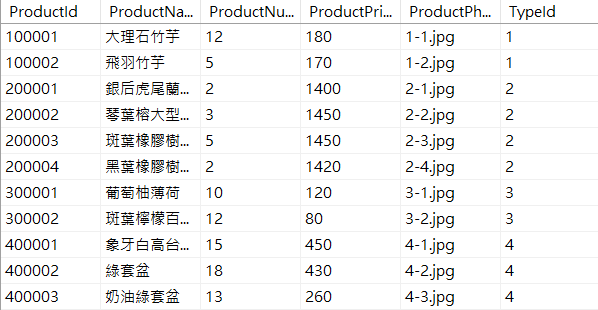 ProductId ProductNa... ProductNu... ProductPri... ProductPh... TypeId
100001 大理石竹芋 12 180 1-1.jpg 1
100002 飛羽竹芋 5 170 1-2.jpg 1
200001 銀后虎尾蘭... 2 1400 2-1.jpg 2
200002 琴葉榕大型... 3 1450 2-2.jpg 2
200003 斑葉橡膠樹... 5 1450 2-3.jpg 2
200004 黑葉橡膠樹... 2 1420 2-4.jpg 2
300001 葡萄柚薄荷 10 120 3-1.jpg 3
300002 斑葉檸檬百... 12 80 3-2.jpg 3
400001 象牙白高台... 15 450 4-1.jpg 4
400002 綠套盆 18 430 4-2.jpg 4
400003 奶油綠套盆 13 260 4-3.jpg 4